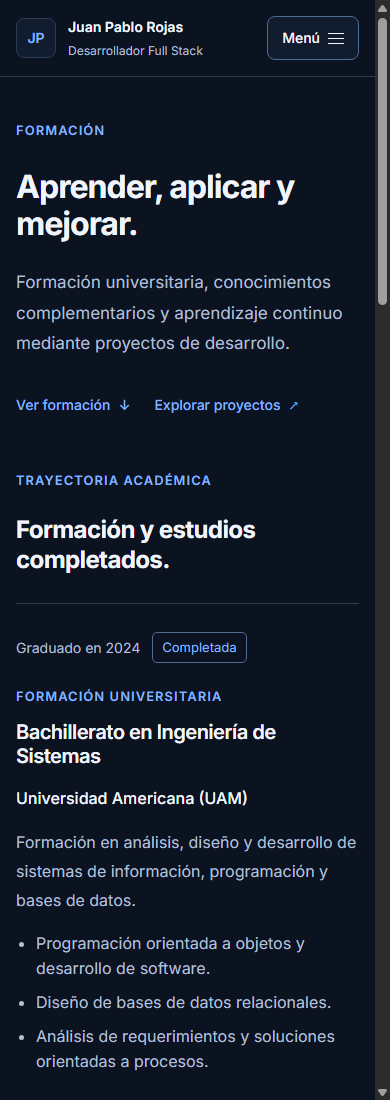 JP
Juan Pablo Rojas
Desarrollador Full Stack
Menú
FORMACIÓN
Aprender, aplicar y
mejorar.
Formación universitaria, conocimientos
complementarios y aprendizaje continuo
mediante proyectos de desarrollo.
Ver formación ↓ Explorar proyectos ↗
TRAYECTORIA ACADÉMICA
Formación y estudios
completados.
Graduado en 2024 Completada
FORMACIÓN UNIVERSITARIA
Bachillerato en Ingeniería de
Sistemas
Universidad Americana (UAM)
Formación en análisis, diseño y desarrollo de
sistemas de información, programación y
bases de datos.
• Programación orientada a objetos y
desarrollo de software.
• Diseño de bases de datos relacionales.
• Análisis de requerimientos y soluciones
orientadas a procesos.